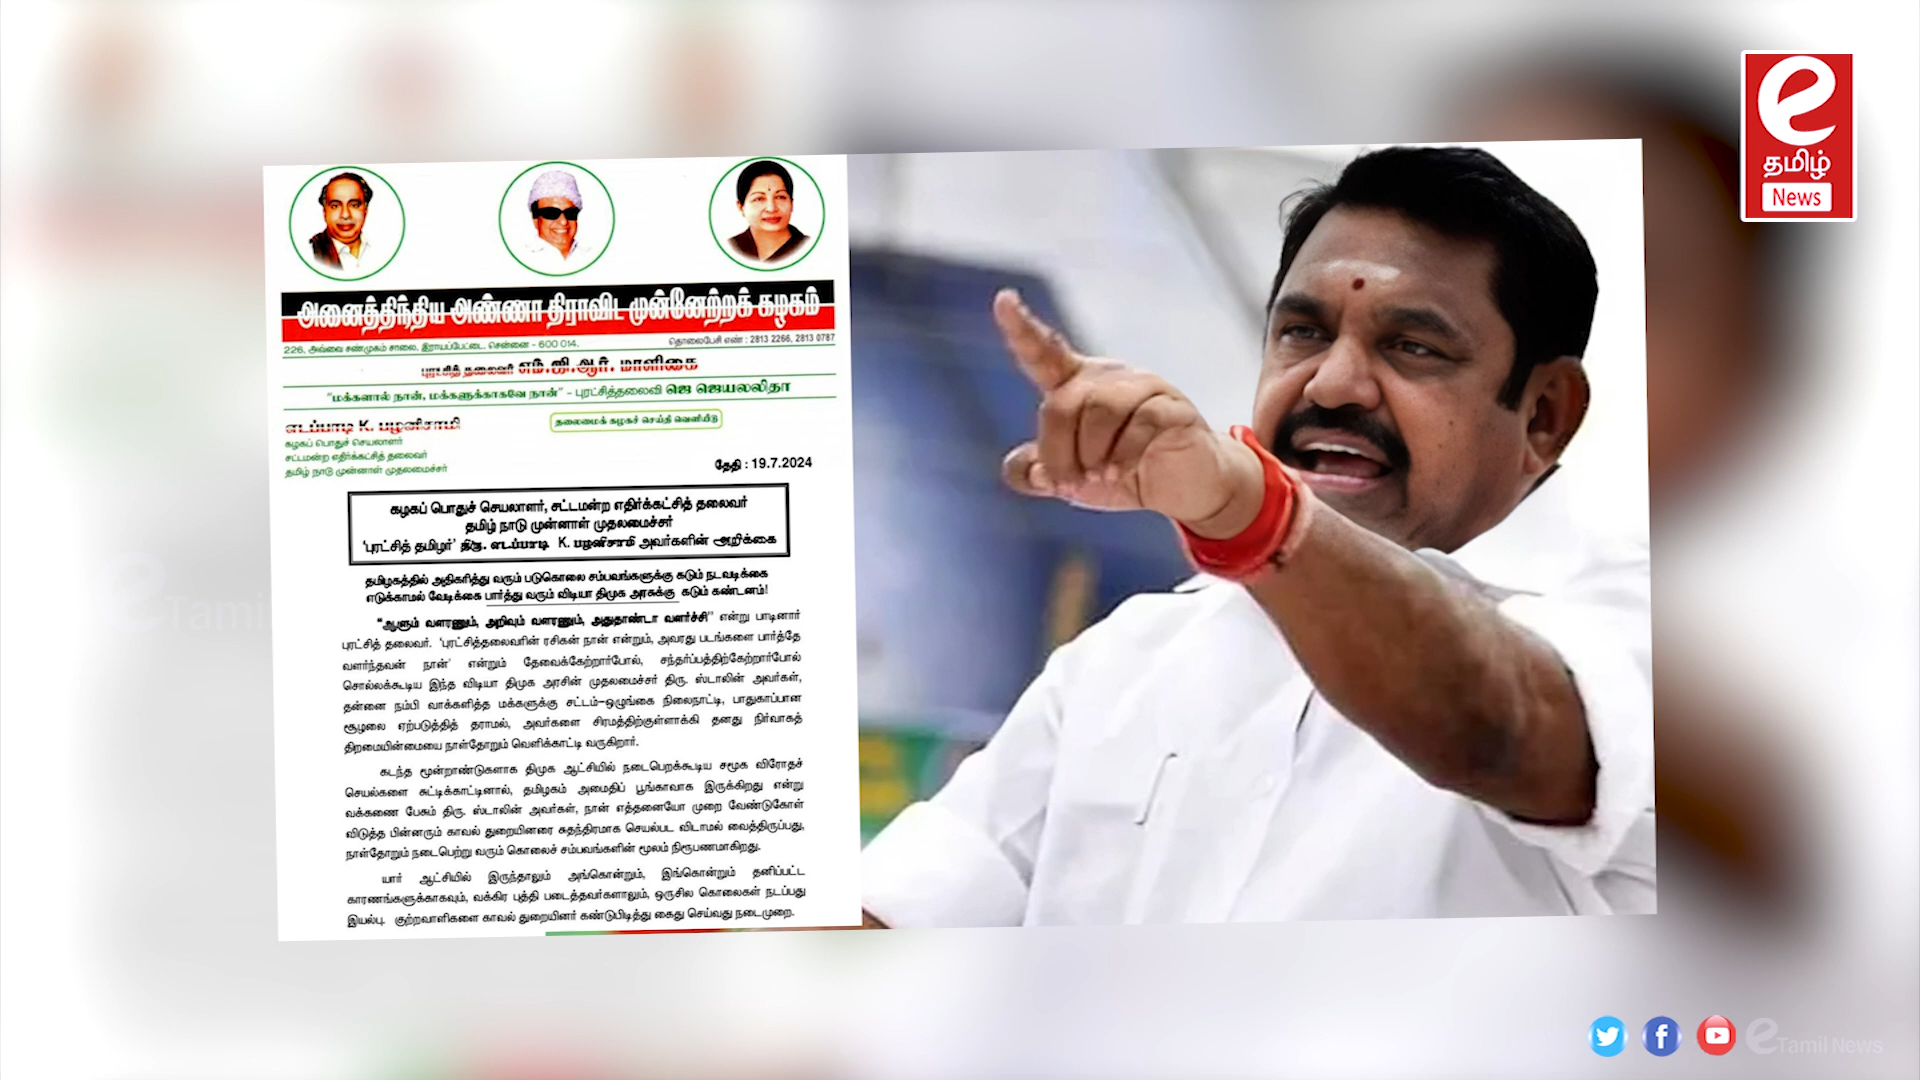 e
தமிழ்
News
அனைத்திந்திய அண்ணா திராவிட முன்னேற்றக் கழகம்
226, அவ்வை சண்முகம் சாலை, இராயப்பேட்டை, சென்னை - 600 014.
தொலைபேசி எண் : 2813 2266, 2813 0787
புரட்சித் தலைவர் எம்.ஜி.ஆர். மாளிகை
"மக்களால் நான், மக்களுக்காகவே நான்" - புரட்சித்தலைவி ஜெ ஜெயலலிதா
எடப்பாடி K. பழனிசாமி
கழகப் பொதுச் செயலாளர்
சட்டமன்ற எதிர்க்கட்சித் தலைவர்
தமிழ் நாடு முன்னாள் முதலமைச்சர்
தலைமைக் கழகச் செய்தி வெளியீடு
தேதி : 19.7.2024
கழகப் பொதுச் செயலாளர், சட்டமன்ற எதிர்க்கட்சித் தலைவர்
தமிழ் நாடு முன்னாள் முதலமைச்சர்
'புரட்சித் தமிழர்' திரு. எடப்பாடி K. பழனிசாமி அவர்களின் அறிக்கை
தமிழகத்தில் அதிகரித்து வரும் படுகொலை சம்பவங்களுக்கு கடும் நடவடிக்கை
எடுக்காமல் வேடிக்கை பார்த்து வரும் விடியா திமுக அரசுக்கு கடும் கண்டனம்!
"ஆளும் வளரணும், அறிவும் வளரணும், அதுதாண்டா வளர்ச்சி" என்று பாடினார்
புரட்சித் தலைவர். 'புரட்சித்தலைவரின் ரசிகன் நான் என்றும், அவரது படங்களை பார்த்தே
வளர்ந்தவன் நான்' என்றும் தேவைக்கேற்றார்போல், சந்தர்ப்பத்திற்கேற்றார்போல்
சொல்லக்கூடிய இந்த விடியா திமுக அரசின் முதலமைச்சர் திரு. ஸ்டாலின் அவர்கள்,
தன்னை நம்பி வாக்களித்த மக்களுக்கு சட்டம்-ஒழுங்கை நிலைநாட்டி, பாதுகாப்பான
சூழலை ஏற்படுத்தித் தராமல், அவர்களை சிரமத்திற்குள்ளாக்கி தனது நிர்வாகத்
திறமையின்மையை நாள்தோறும் வெளிக்காட்டி வருகிறார்.
கடந்த மூன்றாண்டுகளாக திமுக ஆட்சியில் நடைபெறக்கூடிய சமூக விரோதச்
செயல்களை சுட்டிக்காட்டினால், தமிழகம் அமைதிப் பூங்காவாக இருக்கிறது என்று
வக்கணை பேசும் திரு. ஸ்டாலின் அவர்கள், நான் எத்தனையோ முறை வேண்டுகோள்
விடுத்த பின்னரும் காவல் துறையினரை சுதந்திரமாக செயல்பட விடாமல் வைத்திருப்பது,
நாள்தோறும் நடைபெற்று வரும் கொலைச் சம்பவங்களின் மூலம் நிரூபணமாகிறது.
யார் ஆட்சியில் இருந்தாலும் அங்கொன்றும், இங்கொன்றும் தனிப்பட்ட
காரணங்களுக்காகவும், வக்கிர புத்தி படைத்தவர்களாலும், ஒருசில கொலைகள் நடப்பது
இயல்பு. குற்றவாளிகளை காவல் துறையினர் கண்டுபிடித்து கைது செய்வது நடைமுறை.
e Tamil News